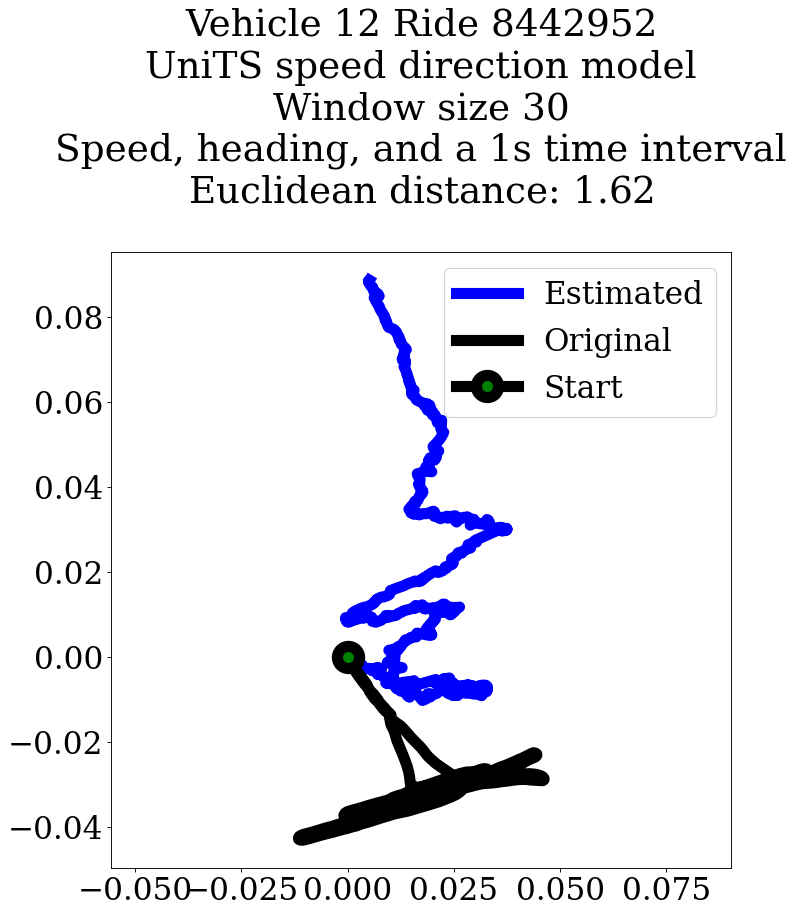 Vehicle 12 Ride 8442952
UniTS speed direction model
Window size 30
Speed, heading, and a 1s time interval
Euclidean distance: 1.62
Estimated
Original
Start
0.08
0.06
0.04
0.02
0.00
−0.02
−0.04
−0.050 −0.025 0.000 0.025 0.050 0.075